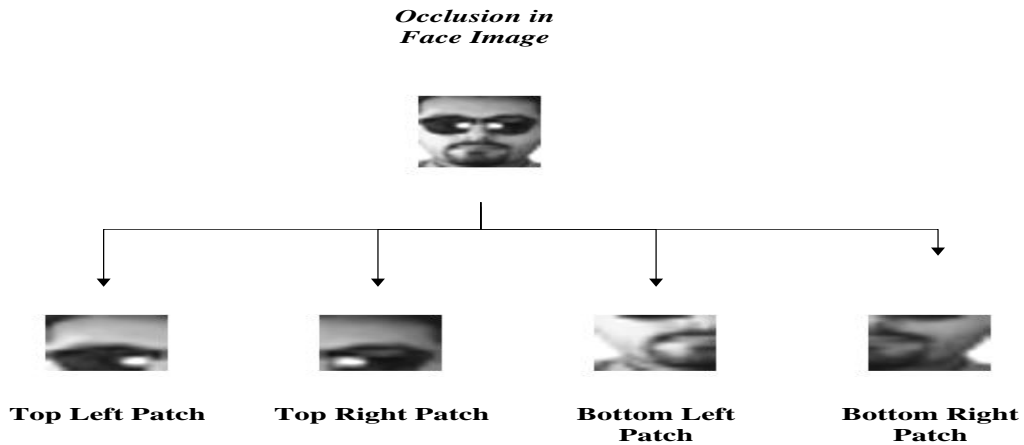 Occlusion in
Face Image
Top Left Patch
Top Right Patch
Bottom Left
Patch
Bottom Right
Patch